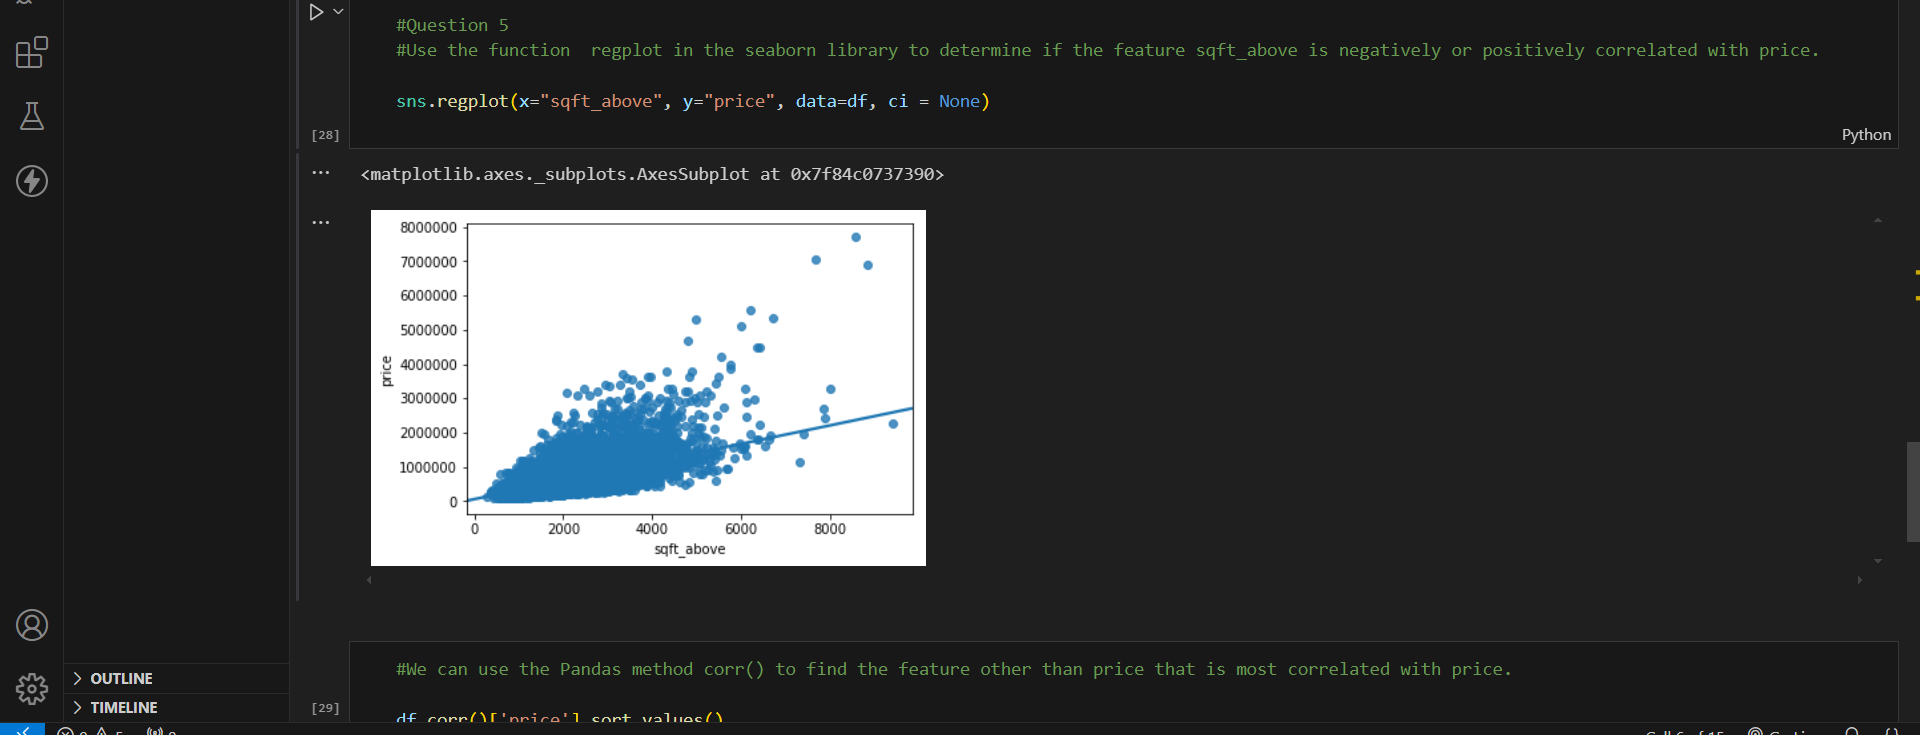 #Question 5
#Use the function  regplot in the seaborn library to determine if the feature sqft_above is negatively or positively correlated with price.
sns.regplot(x="sqft_above", y="price", data=df, ci = None)
[28]
Python
<matplotlib.axes._subplots.AxesSubplot at 0x7f84c0737390>
8000000
7000000
6000000
5000000
4000000
3000000
2000000
1000000
0
price
0 2000 4000 6000 8000
sqft_above
#We can use the Pandas method corr() to find the feature other than price that is most correlated with price.
OUTLINE
TIMELINE
[29]
df.corr()['price'].sort_values()